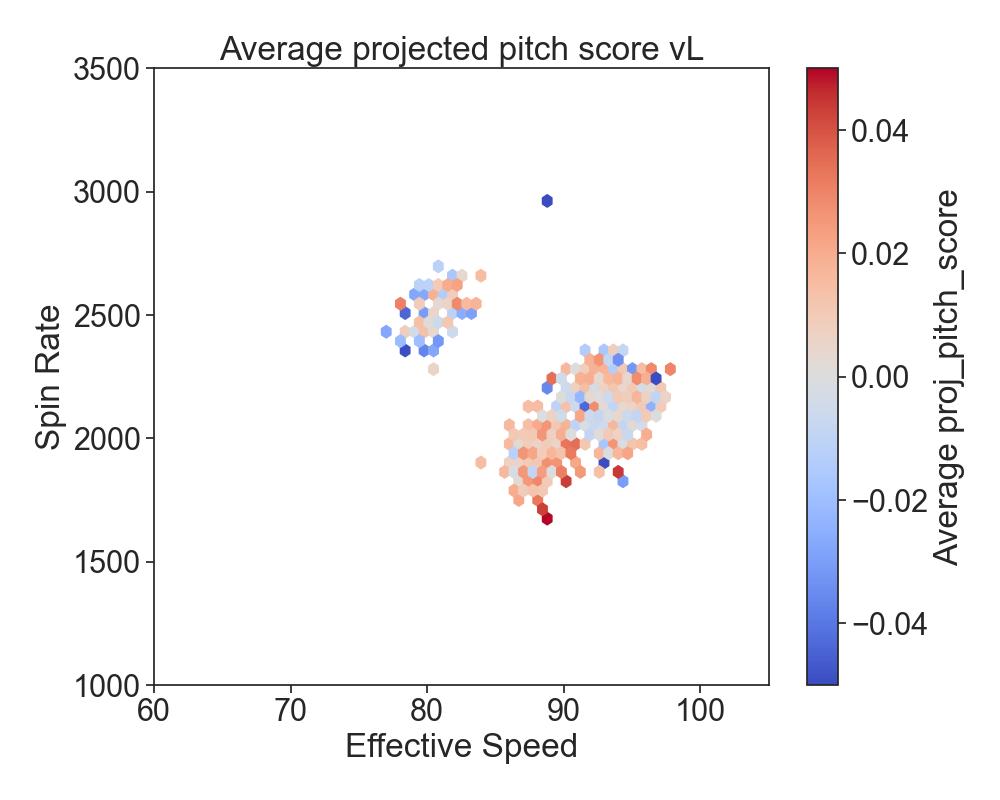 Average projected pitch score vL
3500
3000
2500
2000
1500
1000
Spin Rate
60 70 80 90 100
Effective Speed
0.04
0.02
0.00
−0.02
−0.04
Average proj_pitch_score